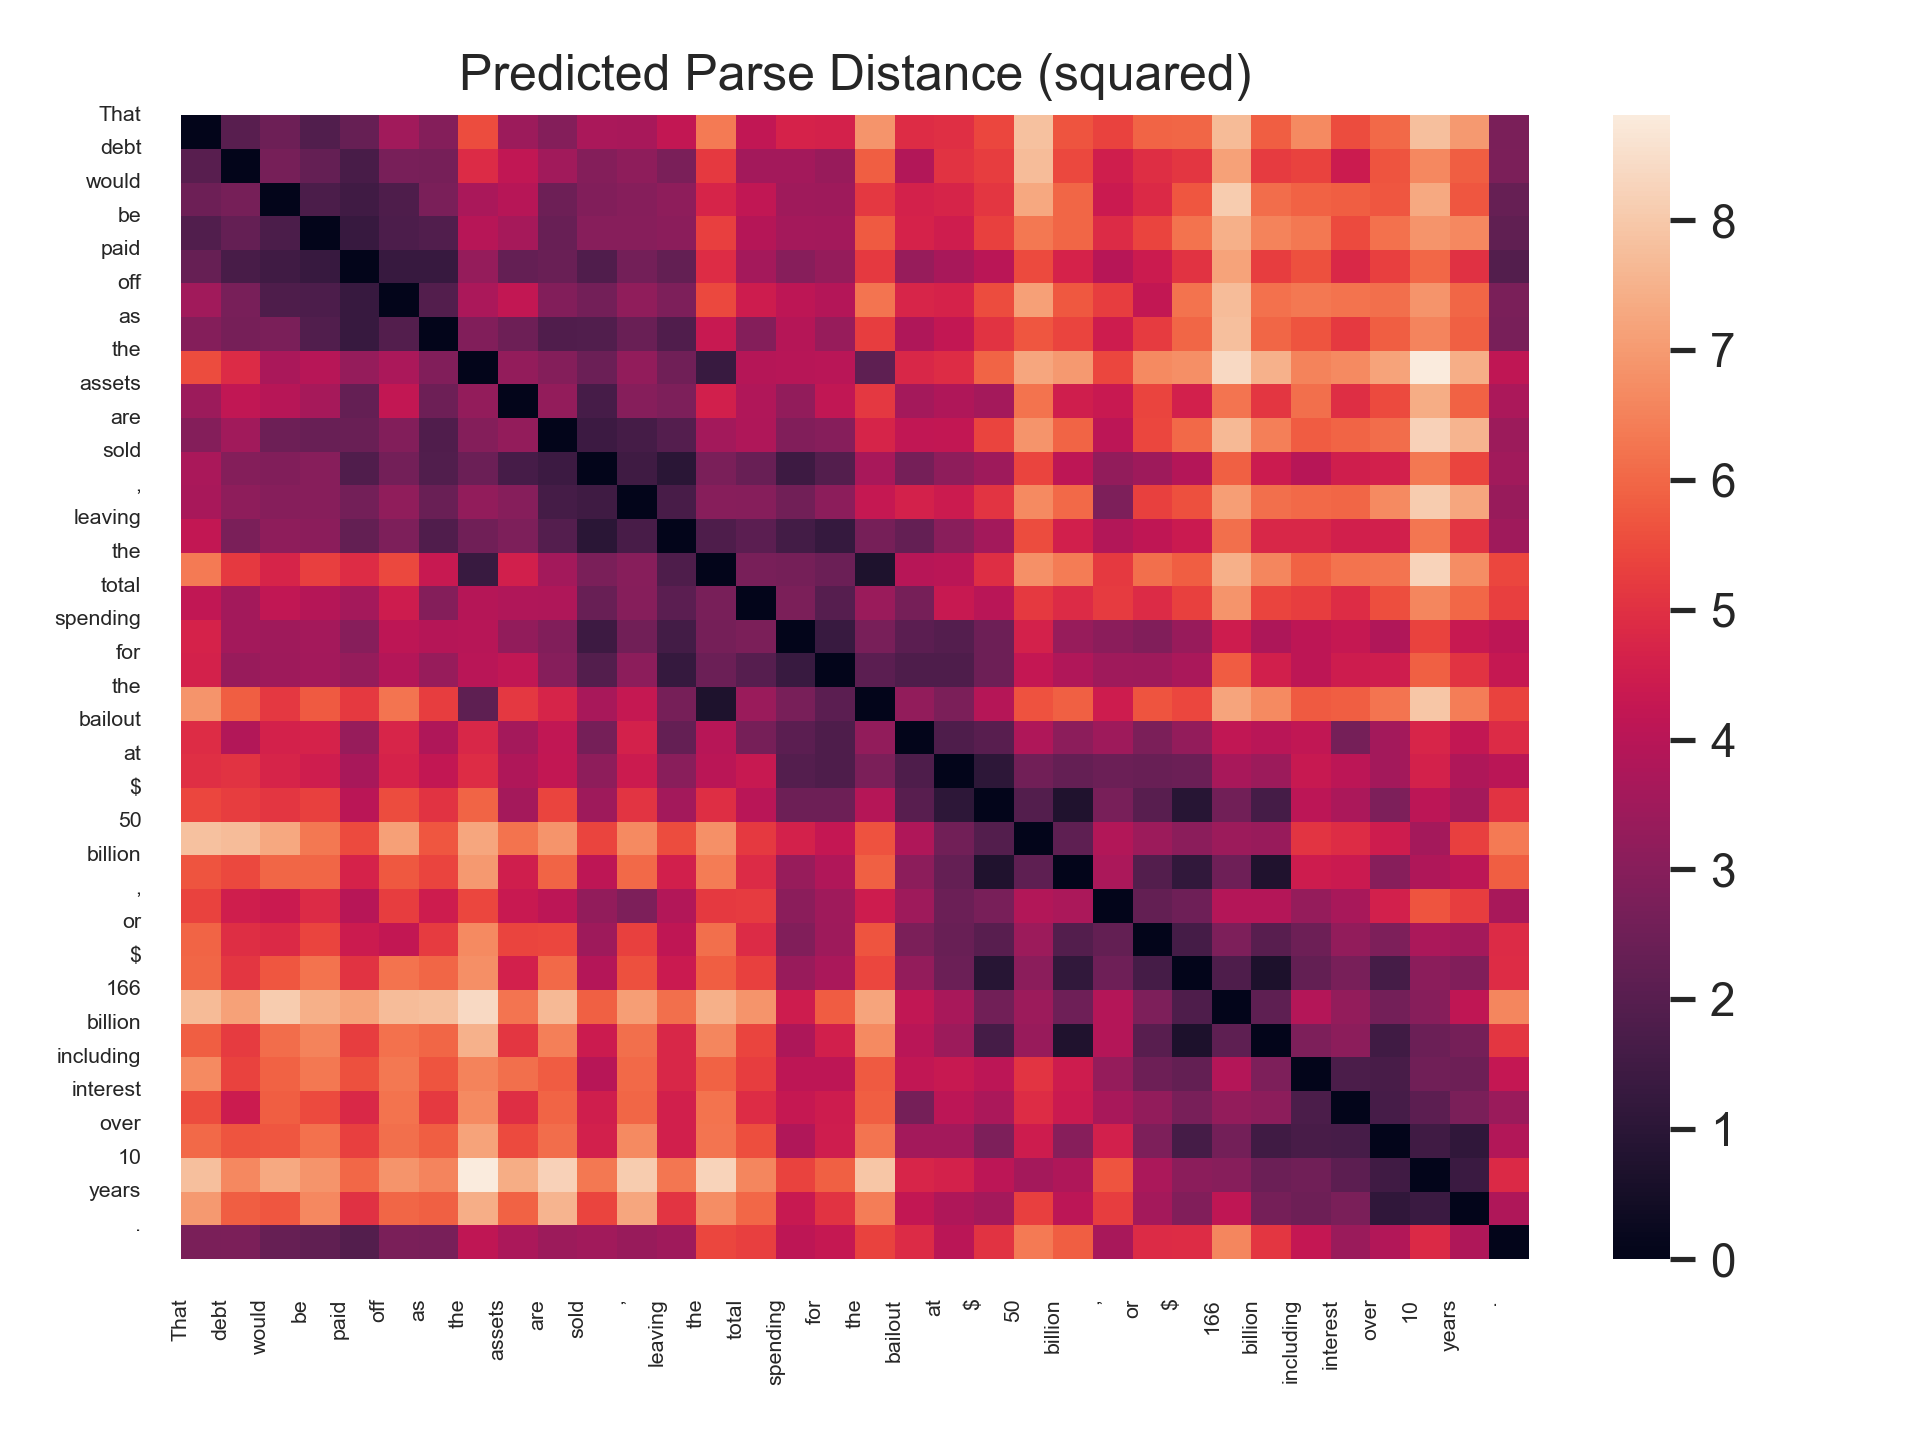 Predicted Parse Distance (squared)
That
debt
would
be
paid
off
as
the
assets
are
sold
,
leaving
the
total
spending
for
the
bailout
at
$
50
billion
,
or
$
166
billion
including
interest
over
10
years
.
8
7
6
5
4
3
2
1
0
That debt would be paid off as the assets are sold , leaving the total spending for the bailout at $ 50 billion , or $ 166 billion including interest over 10 years .